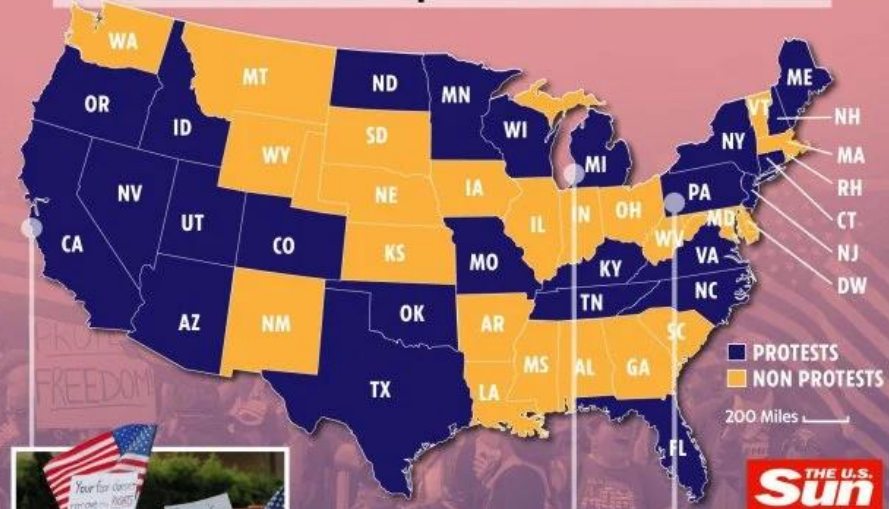 WA
MT
ND
MN
ME
OR
ID
WY
SD
WI
MI
NY
VT
NH
MA
RH
CT
NJ
DW
NV
UT
CO
NE
IA
IL
IN
OH
PA
MD
WV
VA
CA
KS
MO
KY
NC
AZ
NM
OK
AR
TN
SC
TX
LA
MS
AL
GA
FL
PROTESTS
NON PROTESTS
200 Miles
FREEDOM
Your
THE U.S.
Sun